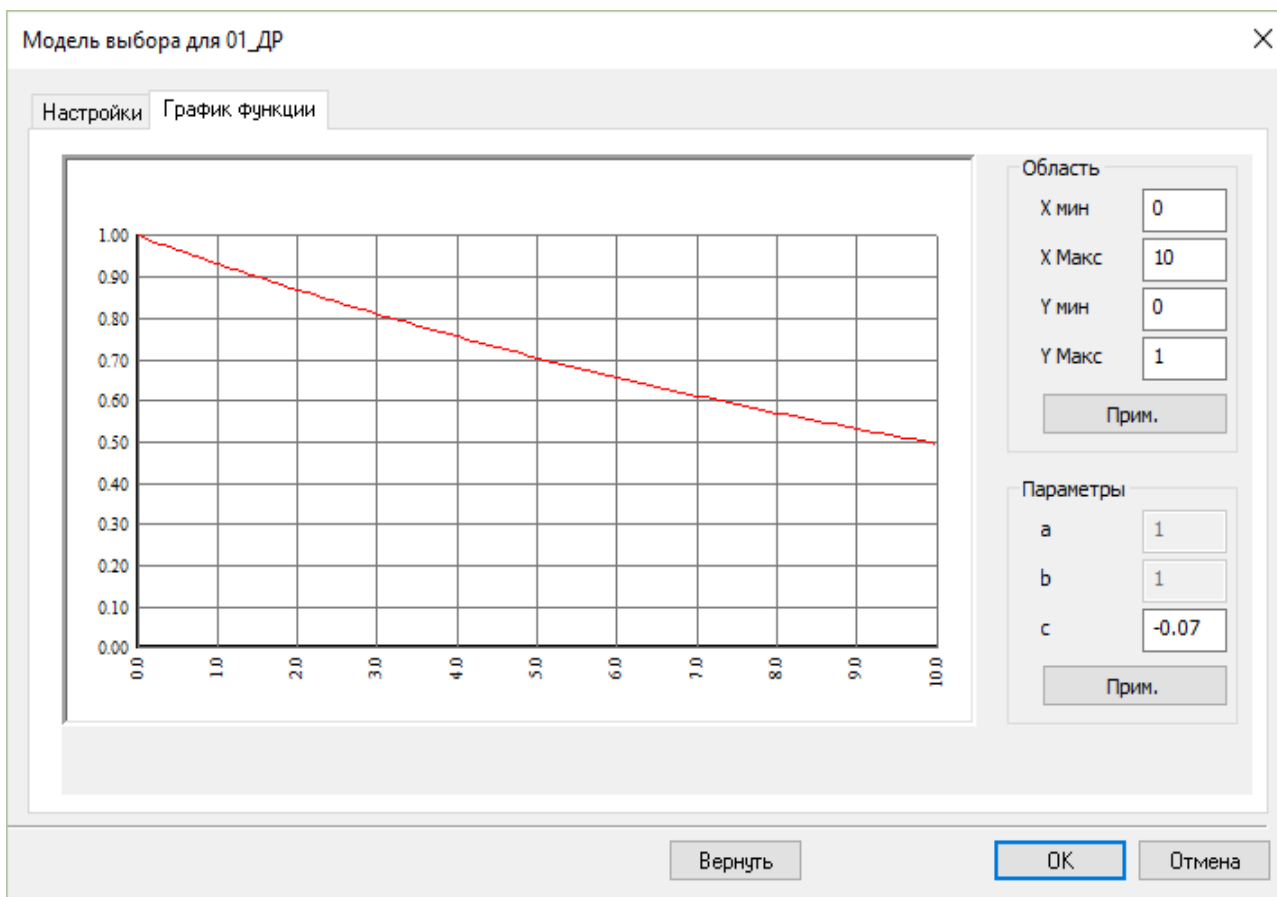 Модель выбора для 01_ДР
Настройки
График функции
1.00
0.90
0.80
0.70
0.60
0.50
0.40
0.30
0.20
0.10
0.00
0.0
1.0
2.0
3.0
4.0
5.0
6.0
7.0
8.0
9.0
10.0
Область
X мин 0
X Макс 10
Y мин 0
Y Макс 1
Прим.
Параметры
a 1
b 1
c -0.07
Прим.
Вернуть
OK
Отмена